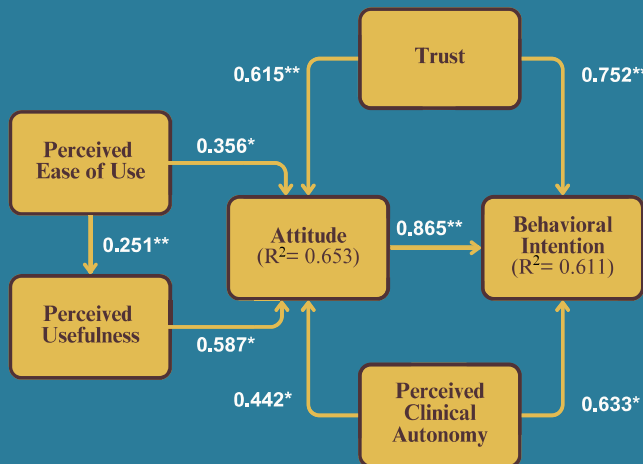 Trust
0.615**
0.752**
Perceived
Ease of Use
0.356*
0.251**
Attitude
(R²= 0.653)
0.865**
Behavioral
Intention
(R²= 0.611)
Perceived
Usefulness
0.587*
0.442*
Perceived
Clinical
Autonomy
0.633*